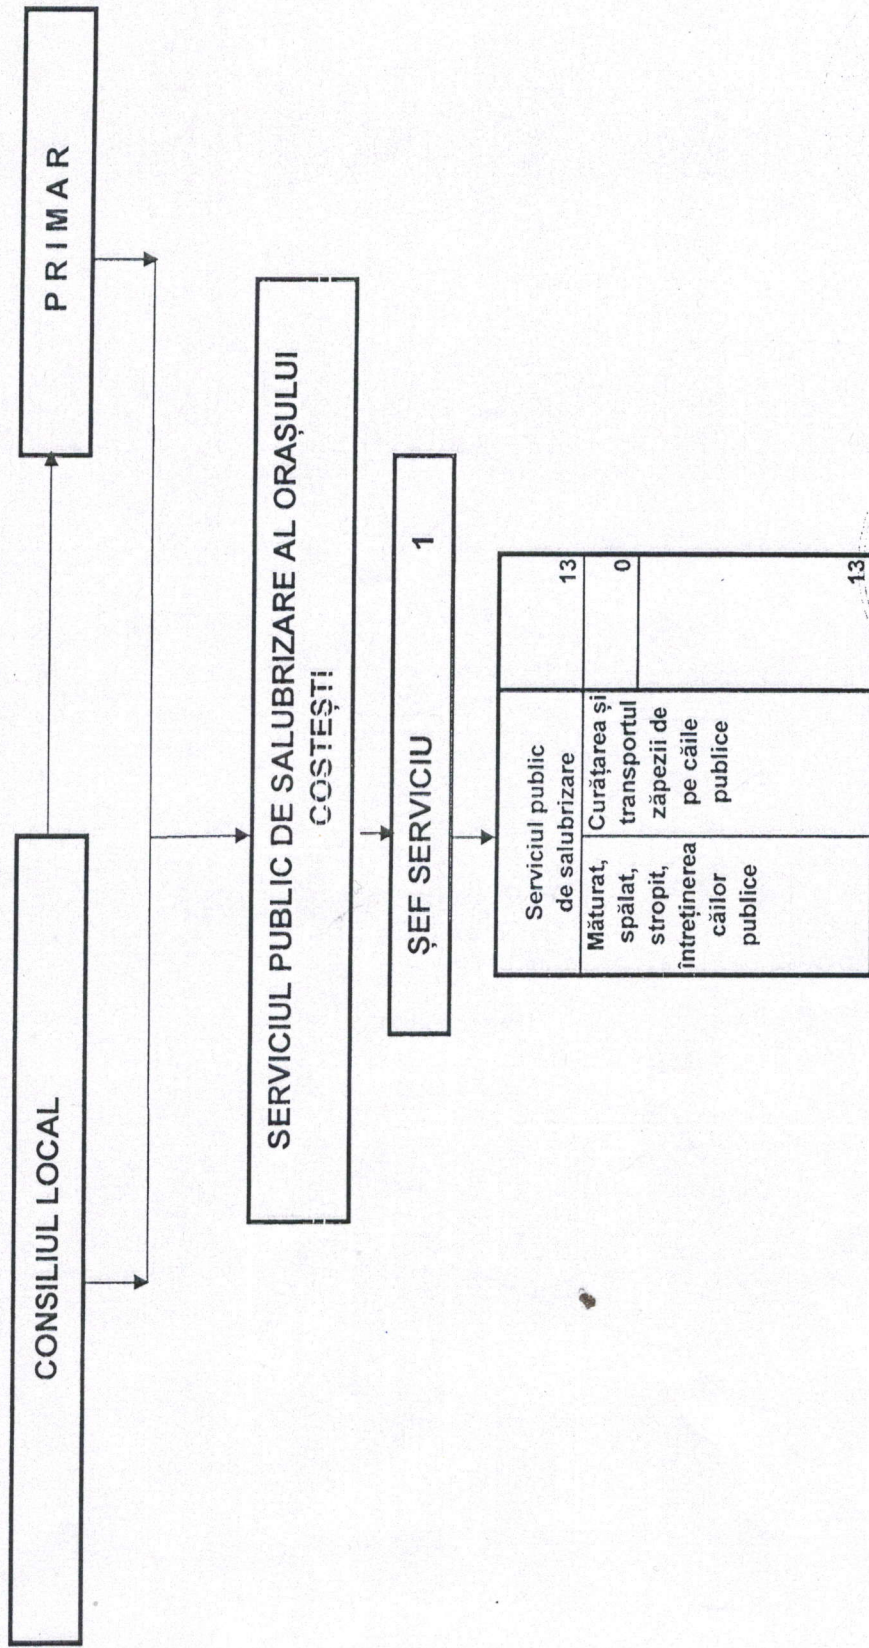 CONSILIUL LOCAL
PRIMAR
SERVICIUL PUBLIC DE SALUBRIZARE AL ORAȘULUI
COSTEȘTI
ȘEF SERVICIU 1
Serviciul public
de salubrizare
13
Măturat,
spălat,
stropit,
întreținerea
căilor
publice
Curățarea și
transportul
zăpezii de
pe căile
publice
0
13